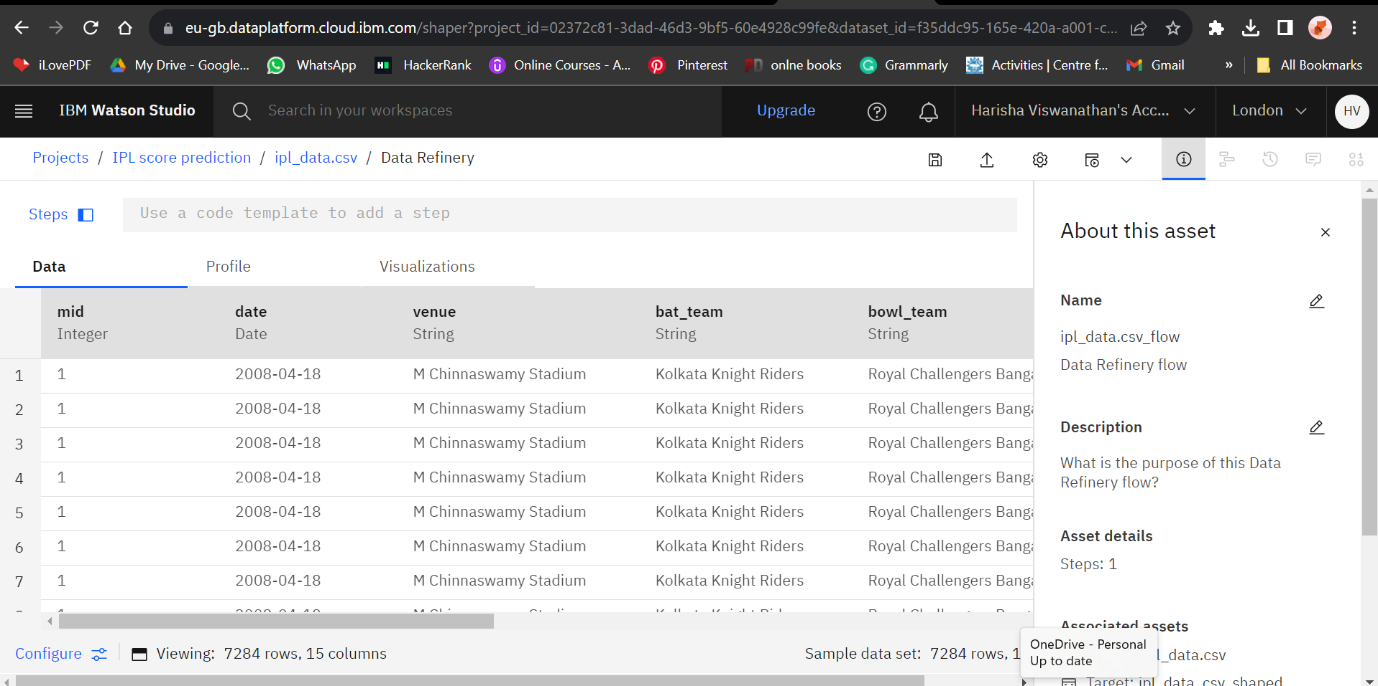 eu-gb.dataplatform.cloud.ibm.com/shaper?project_id=02372c81-3dad-46d3-9bf5-60e4928c99fe&dataset_id=f35ddc95-165e-420a-a001-c...
iLovePDF My Drive - Google... WhatsApp HackerRank Online Courses - A... Pinterest onlne books Grammarly Activities | Centre f... Gmail » All Bookmarks
IBM Watson Studio Search in your workspaces Upgrade Harisha Viswanathan's Acc... London HV
Projects / IPL score prediction / ipl_data.csv / Data Refinery
Steps Use a code template to add a step
Data Profile Visualizations
mid date venue bat_team bowl_team
Integer Date String String String
1 1 2008-04-18 M Chinnaswamy Stadium Kolkata Knight Riders Royal Challengers Banga
2 1 2008-04-18 M Chinnaswamy Stadium Kolkata Knight Riders Royal Challengers Banga
3 1 2008-04-18 M Chinnaswamy Stadium Kolkata Knight Riders Royal Challengers Banga
4 1 2008-04-18 M Chinnaswamy Stadium Kolkata Knight Riders Royal Challengers Banga
5 1 2008-04-18 M Chinnaswamy Stadium Kolkata Knight Riders Royal Challengers Banga
6 1 2008-04-18 M Chinnaswamy Stadium Kolkata Knight Riders Royal Challengers Banga
7 1 2008-04-18 M Chinnaswamy Stadium Kolkata Knight Riders Royal Challengers Banga
Configure Viewing: 7284 rows, 15 columns Sample data set: 7284 rows, 1
About this asset
Name
ipl_data.csv_flow
Data Refinery flow
Description
What is the purpose of this Data
Refinery flow?
Asset details
Steps: 1
Associated assets
l_data.csv
Target: ipl_data_csv_shaped
OneDrive - Personal
Up to date